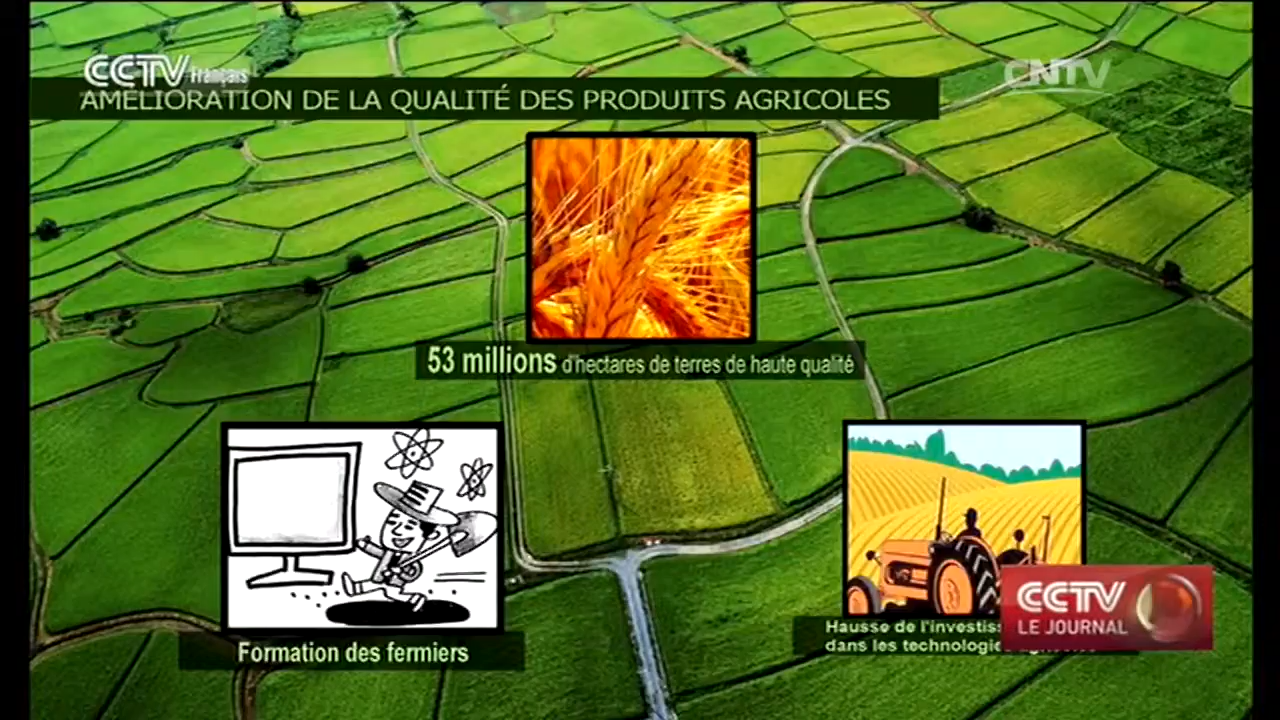 CCTV Français
CNTV
AMÉLIORATION DE LA QUALITÉ DES PRODUITS AGRICOLES
53 millions d'hectares de terres de haute qualité
Formation des fermiers
Hausse de l'investiss
dans les technologie
CCTV
LE JOURNAL